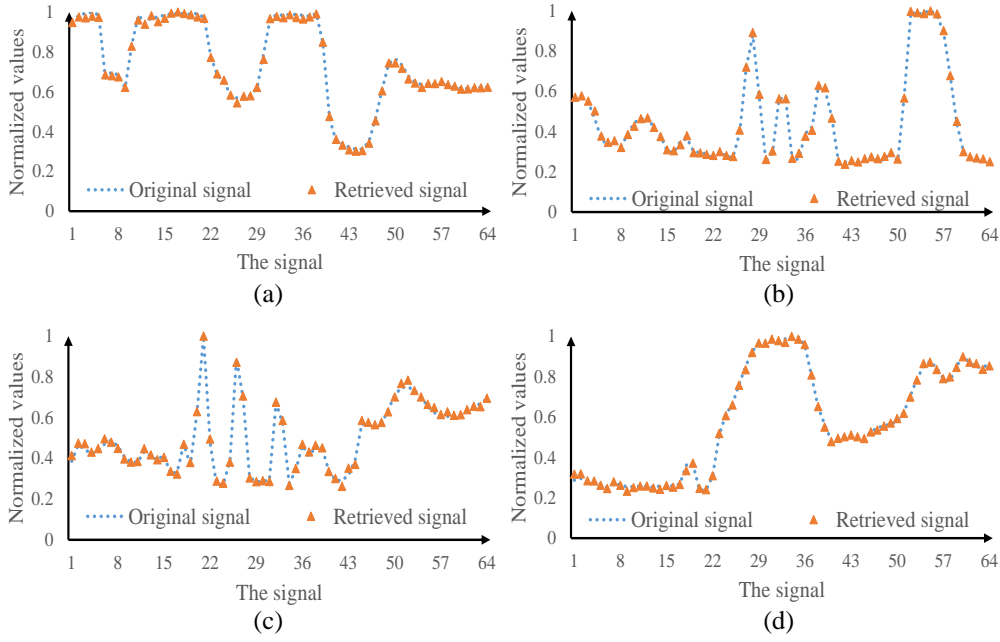 Normalized values
1
0.8
0.6
0.4
0.2
0
Original signal
Retrieved signal
1 8 15 22 29 36 43 50 57 64
The signal
(a)
Normalized values
1
0.8
0.6
0.4
0.2
0
Original signal
Retrieved signal
1 8 15 22 29 36 43 50 57 64
The signal
(b)
Normalized values
1
0.8
0.6
0.4
0.2
0
Original signal
Retrieved signal
1 8 15 22 29 36 43 50 57 64
The signal
(c)
Normalized values
1
0.8
0.6
0.4
0.2
0
Original signal
Retrieved signal
1 8 15 22 29 36 43 50 57 64
The signal
(d)